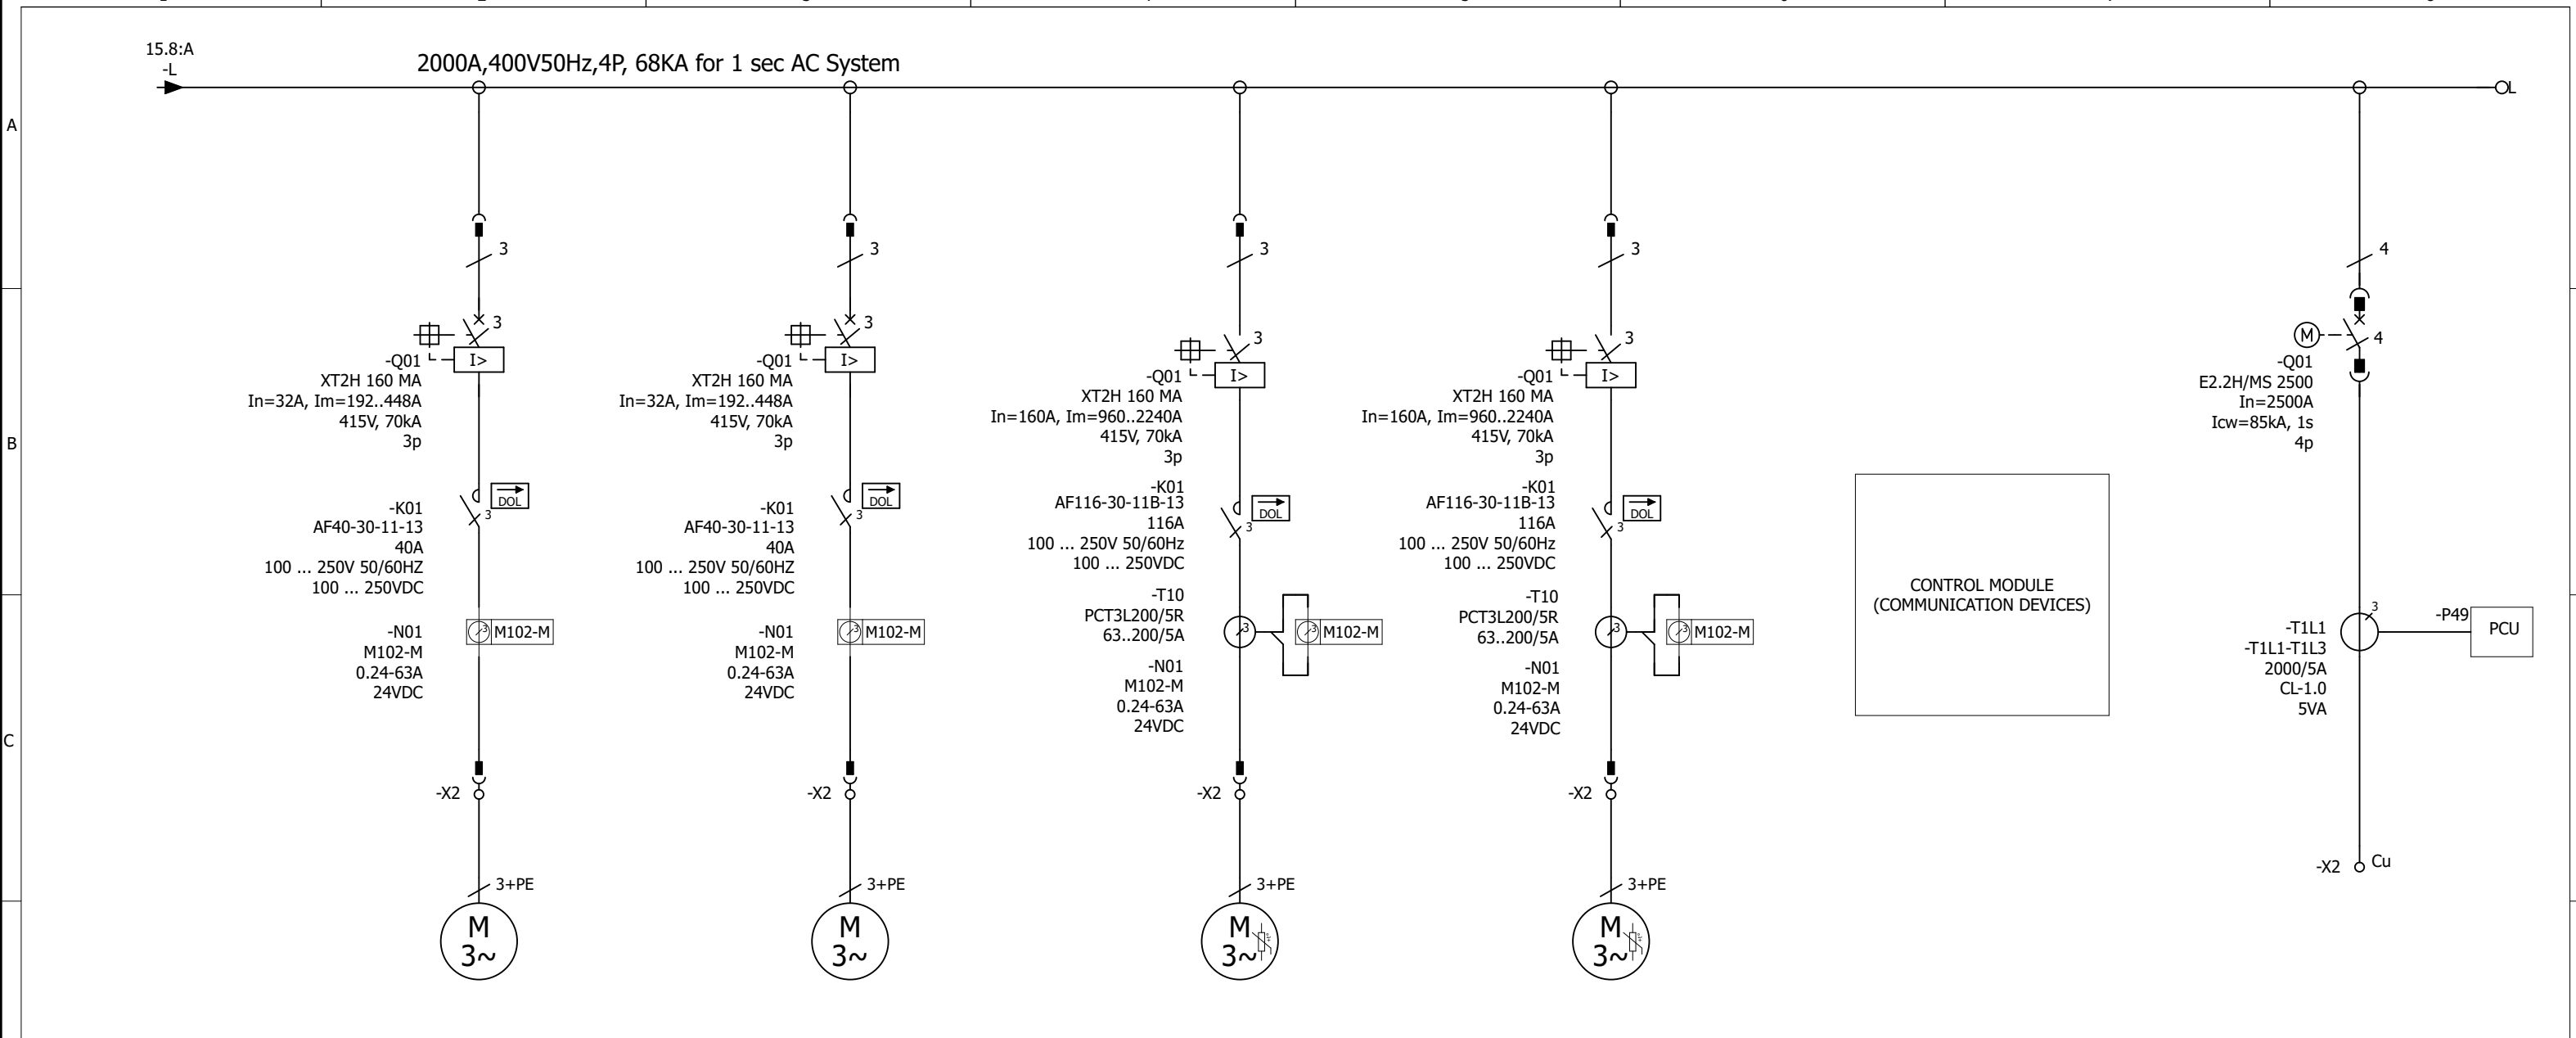 15.8:A
-L
2000A,400V50Hz,4P, 68KA for 1 sec AC System
L
A
B
C
3
3
-Q01
I>
XT2H 160 MA
In=32A, Im=192..448A
415V, 70kA
3p
-K01
DOL
3
AF40-30-11-13
40A
100 ... 250V 50/60HZ
100 ... 250VDC
-N01
3
M102-M
M102-M
0.24-63A
24VDC
-X2
3+PE
M
3~
3
3
-Q01
I>
XT2H 160 MA
In=32A, Im=192..448A
415V, 70kA
3p
-K01
DOL
3
AF40-30-11-13
40A
100 ... 250V 50/60HZ
100 ... 250VDC
-N01
3
M102-M
M102-M
0.24-63A
24VDC
-X2
3+PE
M
3~
3
3
-Q01
I>
XT2H 160 MA
In=160A, Im=960..2240A
415V, 70kA
3p
-K01
DOL
3
AF116-30-11B-13
116A
100 ... 250V 50/60Hz
100 ... 250VDC
-T10
PCT3L200/5R
63..200/5A
3
3
M102-M
-N01
M102-M
0.24-63A
24VDC
-X2
3+PE
M
3~
3
3
-Q01
I>
XT2H 160 MA
In=160A, Im=960..2240A
415V, 70kA
3p
-K01
DOL
3
AF116-30-11B-13
116A
100 ... 250V 50/60Hz
100 ... 250VDC
-T10
PCT3L200/5R
63..200/5A
3
3
M102-M
-N01
M102-M
0.24-63A
24VDC
-X2
3+PE
M
3~
CONTROL MODULE
(COMMUNICATION DEVICES)
4
M
4
-Q01
E2.2H/MS 2500
In=2500A
Icw=85kA, 1s
4p
3
-P49
PCU
-T1L1
-T1L1-T1L3
2000/5A
CL-1.0
5VA
-X2
Cu